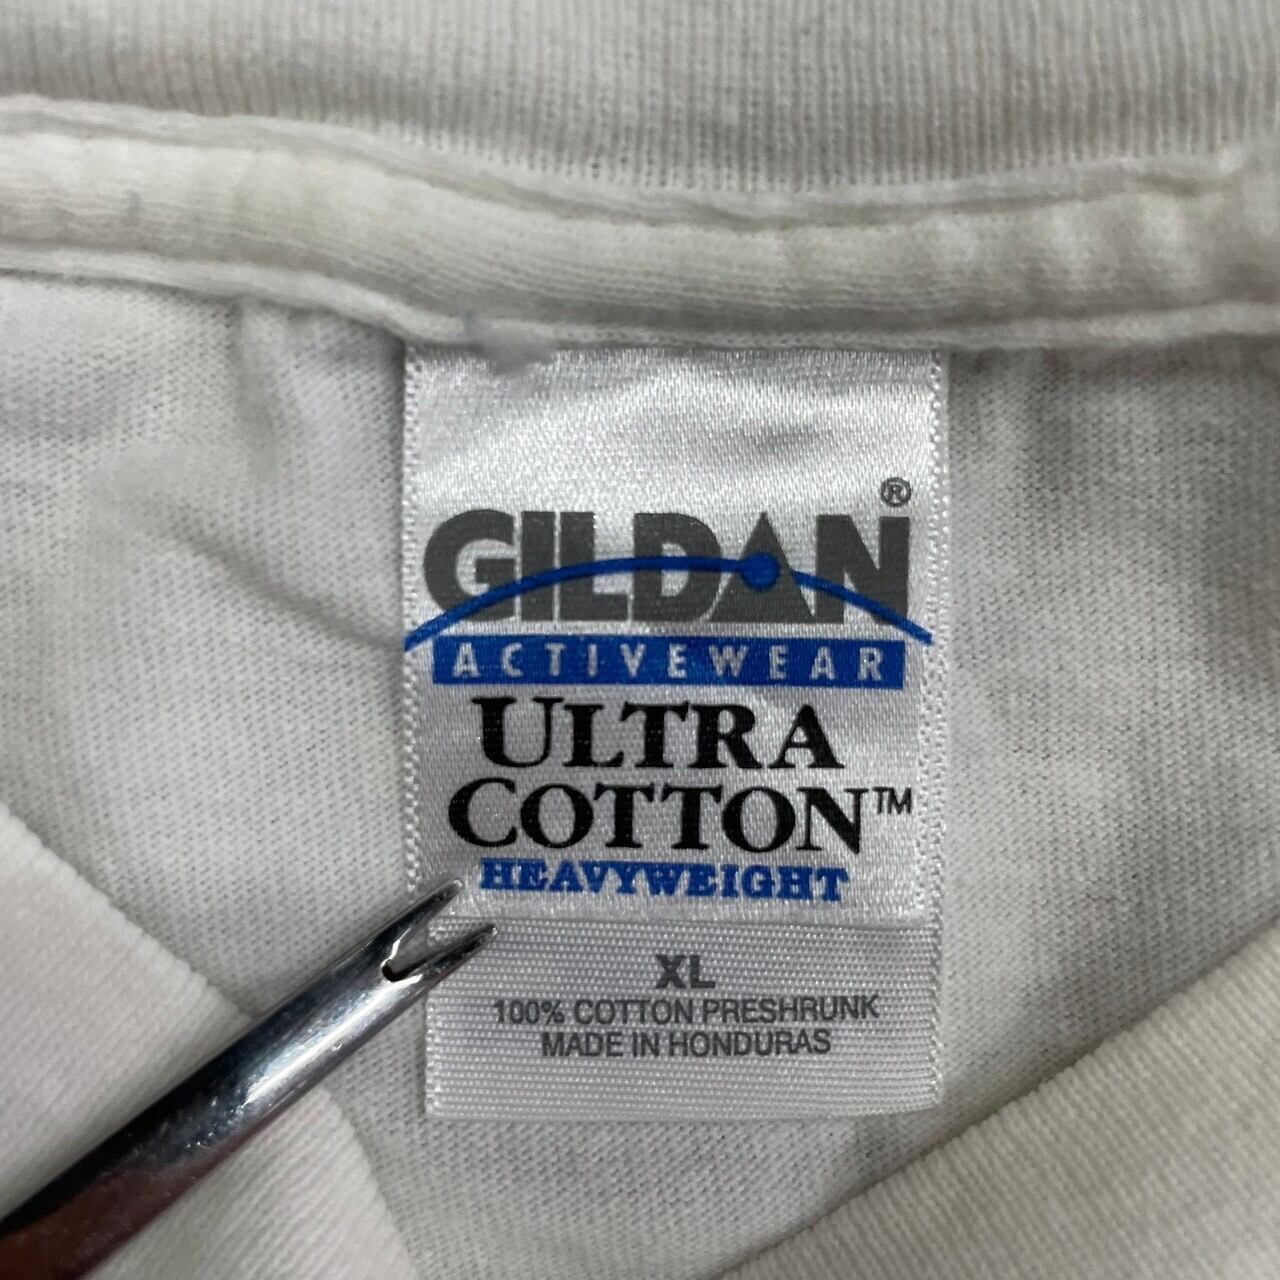 GILDAN®
ACTIVEWEAR
ULTRA
COTTON™
HEAVYWEIGHT
XL
100% COTTON PRESHRUNK
MADE IN HONDURAS